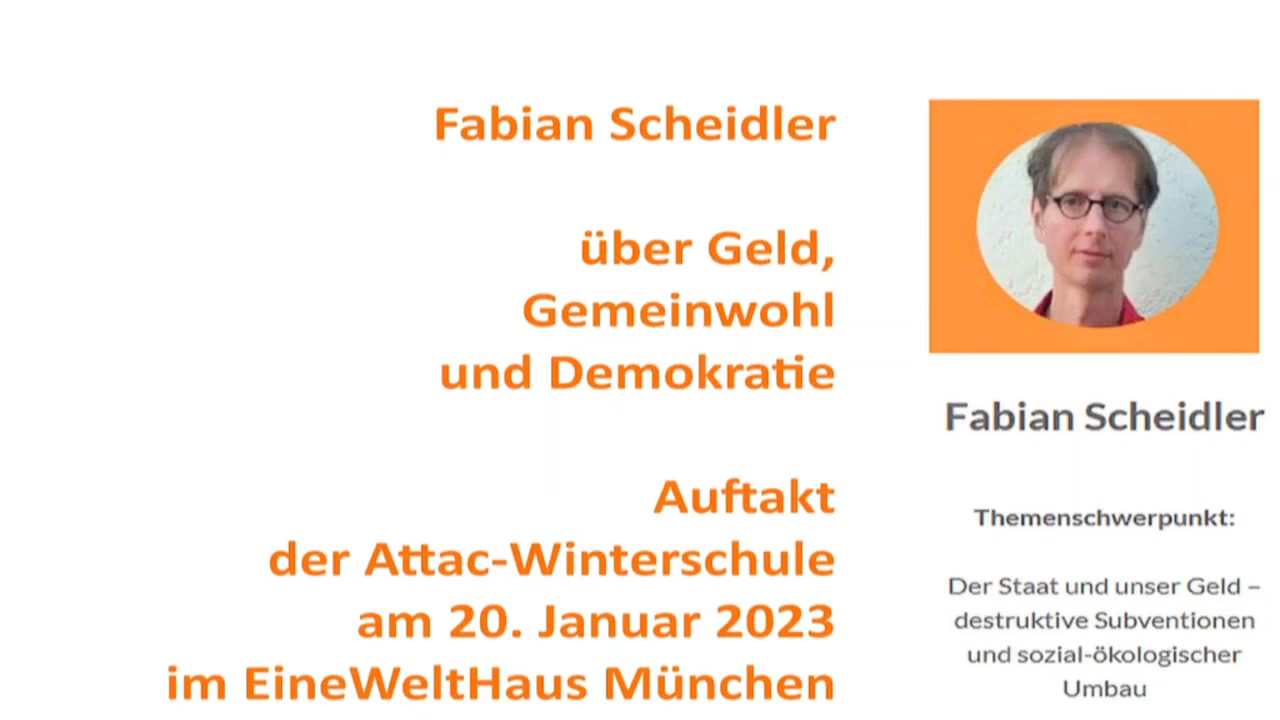 Fabian Scheidler
über Geld,
Gemeinwohl
und Demokratie
Auftakt
der Attac-Winterschule
am 20. Januar 2023
im EineWeltHaus München
Fabian Scheidler
Themenschwerpunkt:
Der Staat und unser Geld –
destruktive Subventionen
und sozial-ökologischer
Umbau